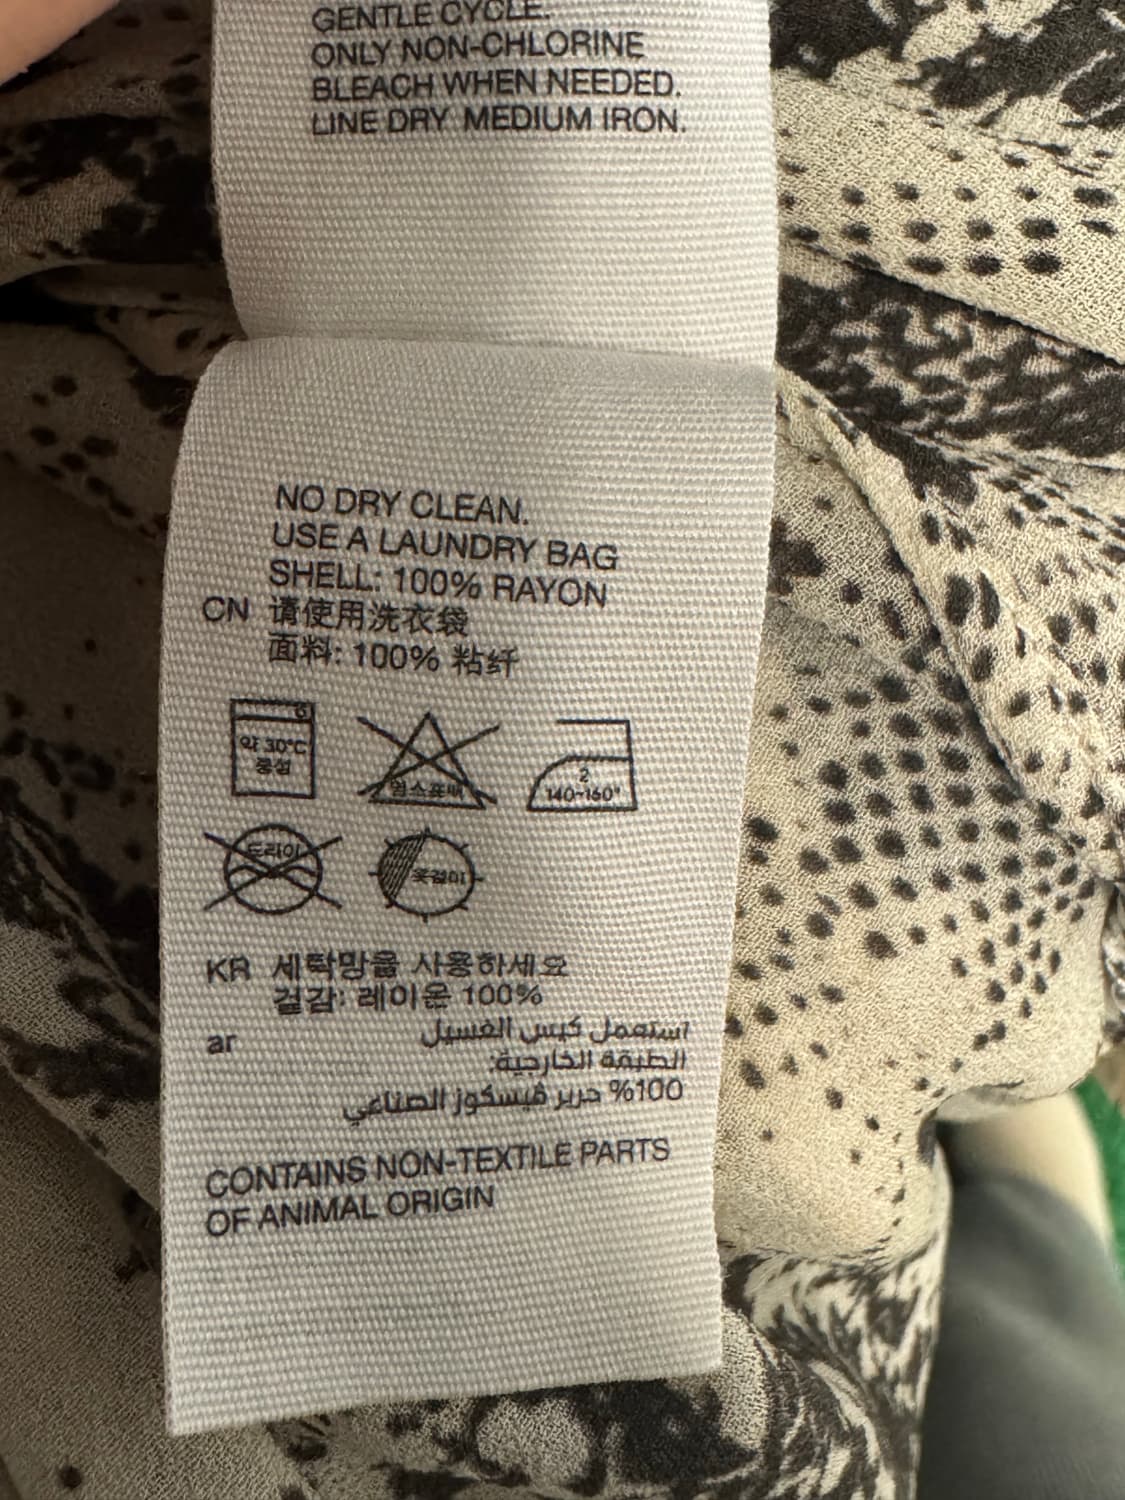 GENTLE CYCLE.
ONLY NON-CHLORINE
BLEACH WHEN NEEDED.
LINE DRY MEDIUM IRON.
NO DRY CLEAN.
USE A LAUNDRY BAG
SHELL: 100% RAYON
CN 请使用洗衣袋
面料: 100% 粘纤
약 30°C
중성
염소표백
2
140~160°
드라이
옷걸이
KR 세탁망을 사용하세요
겉감: 레이온 100%
ar استعمل كيس الغسيل
الطبقة الخارجية:
100% حرير ڤيسكوز الصناعي
CONTAINS NON-TEXTILE PARTS
OF ANIMAL ORIGIN